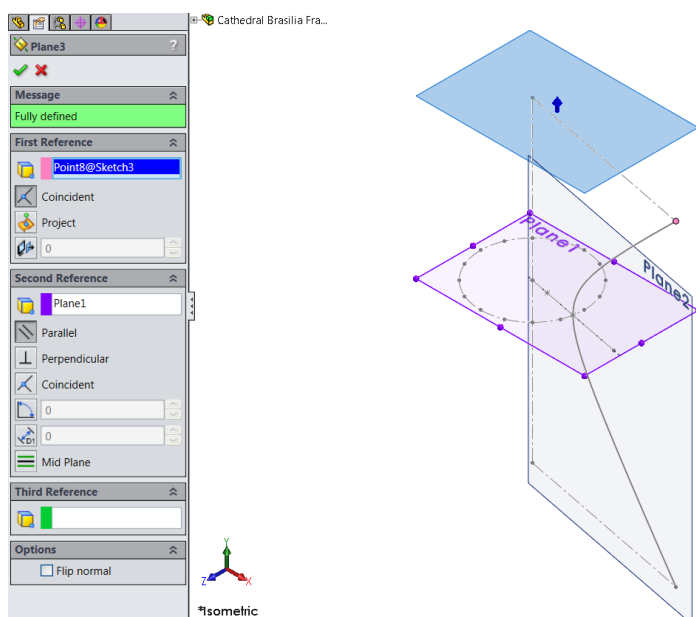 Cathedral Brasilia Fra...
Plane3
?
Message
Fully defined
First Reference
Point8@Sketch3
Coincident
Project
0
Second Reference
Plane1
Parallel
Perpendicular
Coincident
0
D1
0
Mid Plane
Third Reference
Options
Flip normal
Plane1
Plane2
Y
Z
X
*Isometric